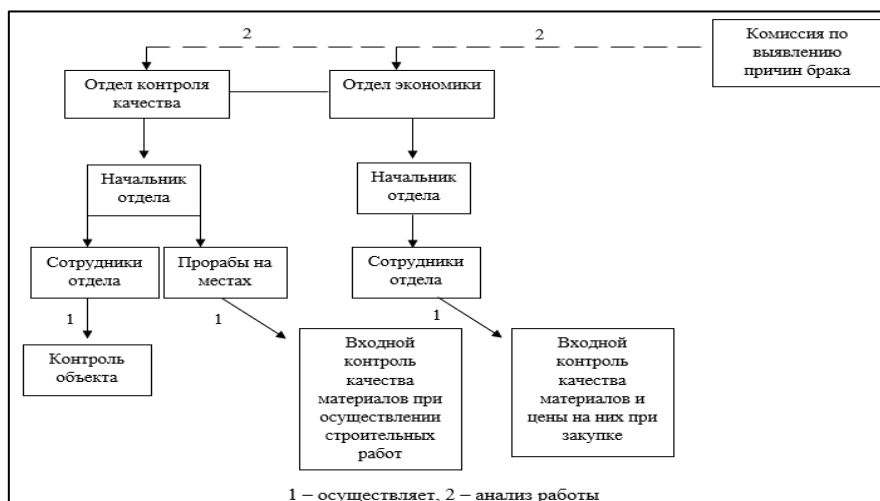 2
2
Комиссия по
выявлению
причин брака
Отдел контроля
качества
Отдел экономики
Начальник
отдела
Начальник
отдела
Сотрудники
отдела
Прорабы на
местах
Сотрудники
отдела
1
1
1
Контроль
объекта
Входной
контроль
качества
материалов при
осуществлении
строительных
работ
Входной
контроль
качества
материалов и
цены на них при
закупке
1 – осуществляет, 2 – анализ работы